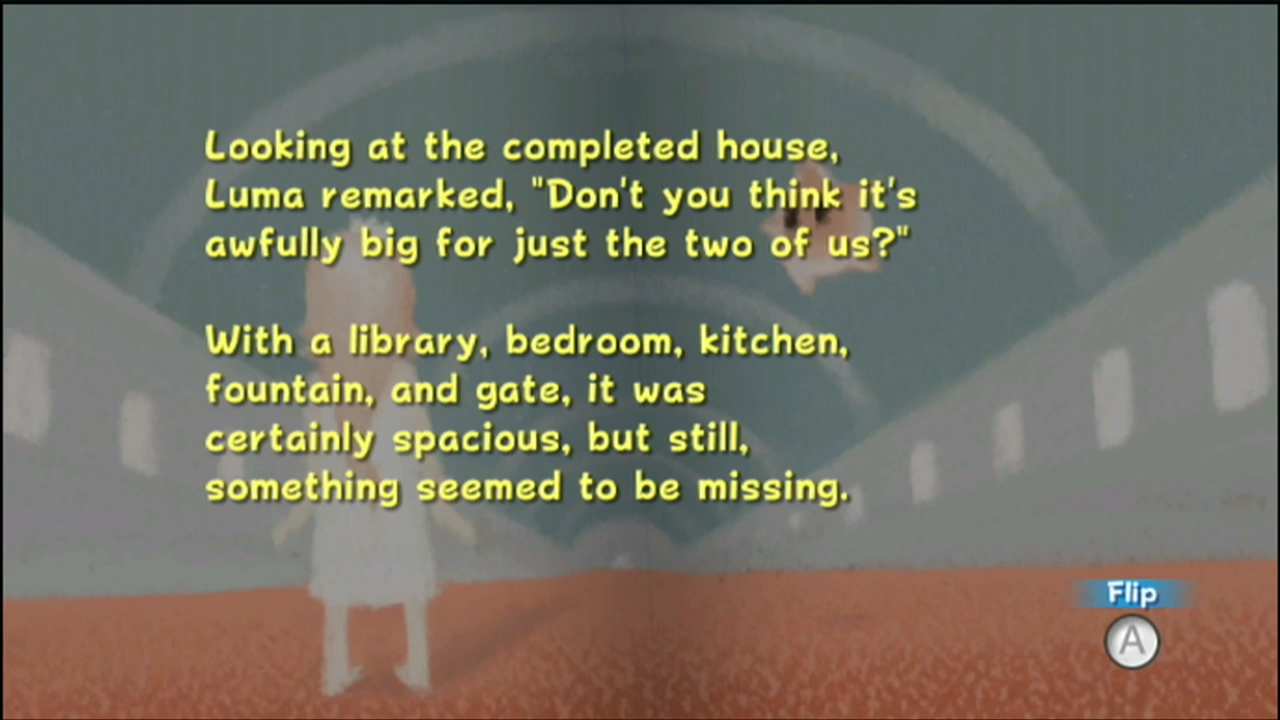 Looking at the completed house,
Luma remarked, "Don't you think it's
awfully big for just the two of us?"
With a library, bedroom, kitchen,
fountain, and gate, it was
certainly spacious, but still,
something seemed to be missing.
Flip
A